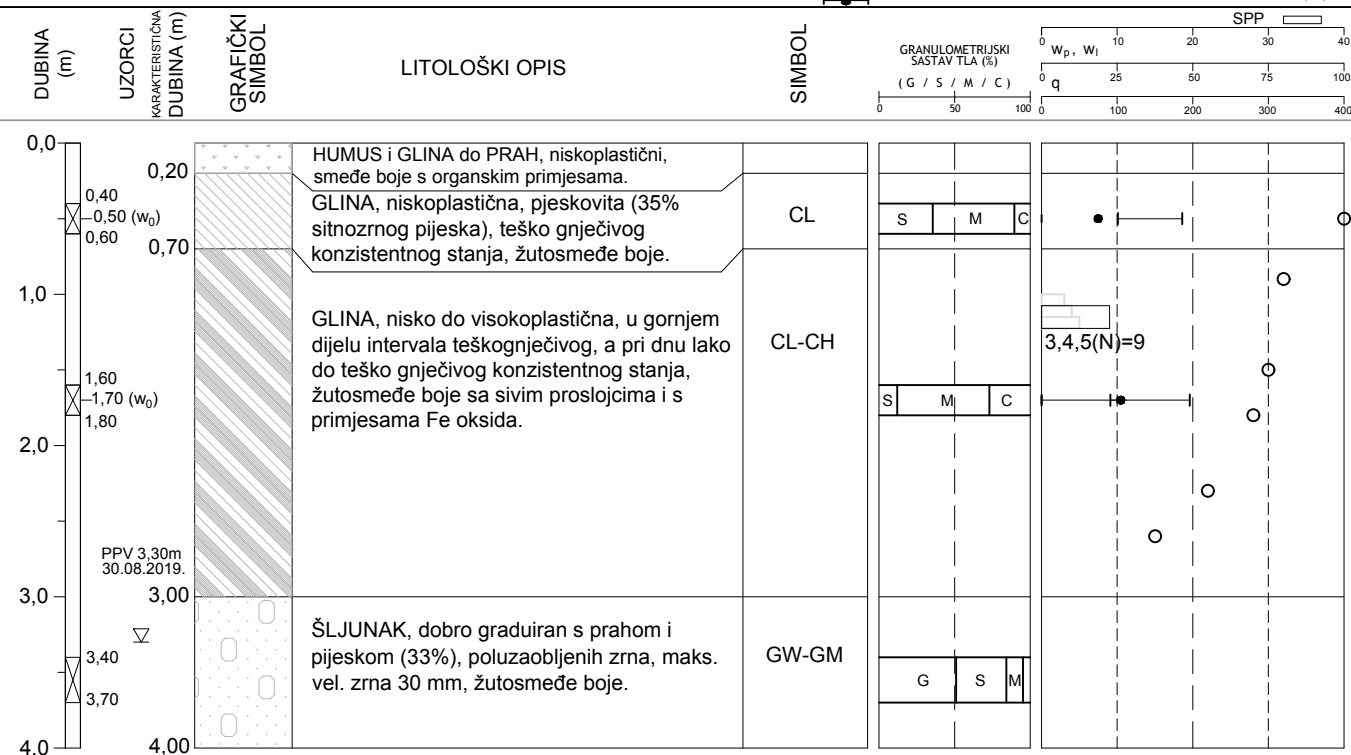 SPP
DUBINA
(m)
UZORCI
KARAKTERISTIČNA
DUBINA (m)
GRAFIČKI
SIMBOL
LITOLOŠKI OPIS
SIMBOL
GRANULOMETRIJSKI
SASTAV TLA (%)
( G / S / M / C )
0 50 100
0 10 20 30 40
wp, wl
0 25 50 75 100
q
0 100 200 300 400
0,0
HUMUS i GLINA do PRAH, niskoplastični,
smeđe boje s organskim primjesama.
0,20
0,40
0,50 (w0)
0,60
GLINA, niskoplastična, pjeskovita (35%
sitnozrnog pijeska), teško gnječivog
konzistentnog stanja, žutosmeđe boje.
CL
S M C
0,70
1,0
GLINA, nisko do visokoplastična, u gornjem
dijelu intervala teškognječivog, a pri dnu lako
do teško gnječivog konzistentnog stanja,
žutosmeđe boje sa sivim proslojcima i s
primjesama Fe oksida.
CL-CH
3,4,5(N)=9
1,60
1,70 (w0)
1,80
S M C
2,0
PPV 3,30m
30.08.2019.
3,0
3,00
ŠLJUNAK, dobro graduiran s prahom i
pijeskom (33%), poluzaobljenih zrna, maks.
vel. zrna 30 mm, žutosmeđe boje.
GW-GM
3,40
3,70
G S M
4,0
4,00